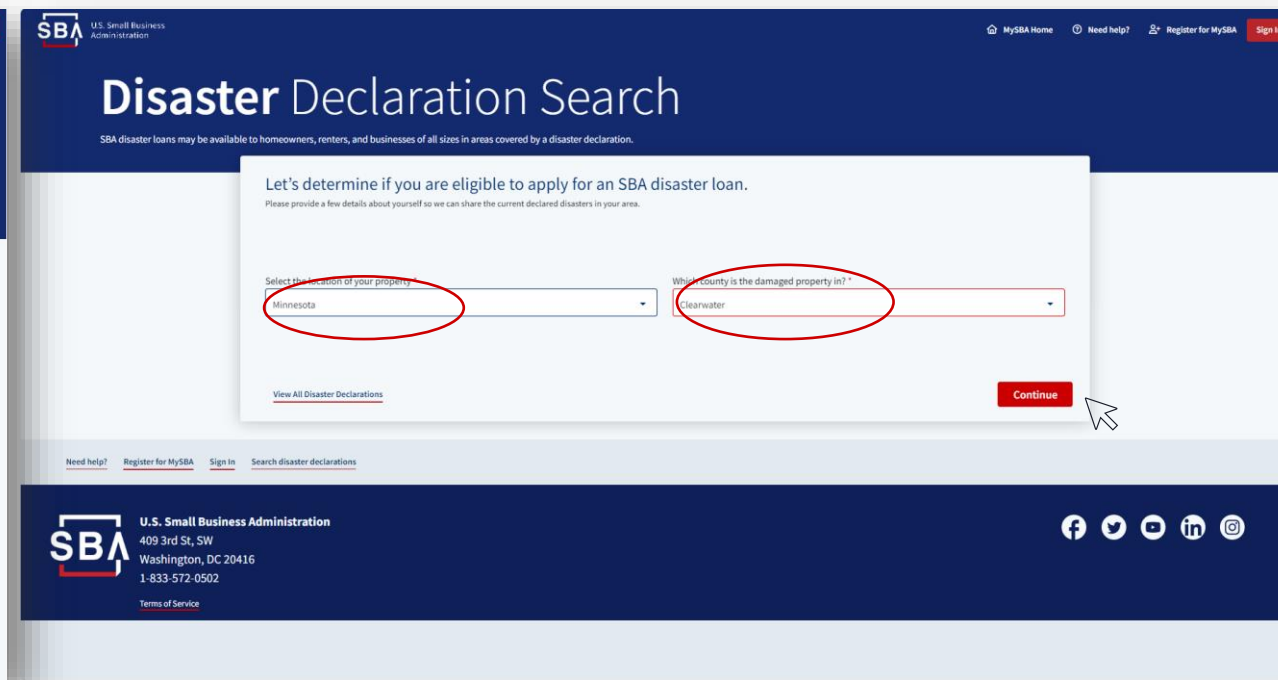 SBA
U.S. Small Business
Administration
MySBA Home
Need help?
Register for MySBA
Sign In
Disaster Declaration Search
SBA disaster loans may be available to homeowners, renters, and businesses of all sizes in areas covered by a disaster declaration.
Let's determine if you are eligible to apply for an SBA disaster loan.
Please provide a few details about yourself so we can share the current declared disasters in your area.
Select the location of your property *
Which county is the damaged property in? *
Minnesota
Clearwater
View All Disaster Declarations
Continue
Need help?
Register for MySBA
Sign In
Search disaster declarations
SBA
U.S. Small Business Administration
409 3rd St, SW
Washington, DC 20416
1-833-572-0502
Terms of Service